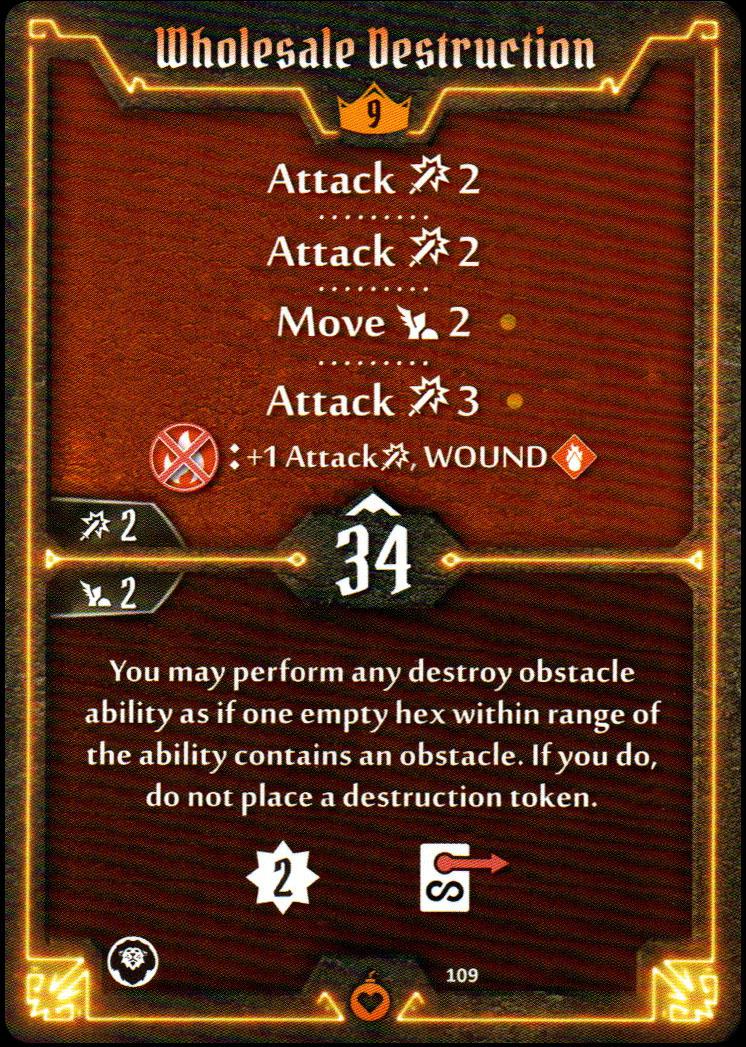 Wholesale Destruction
9
Attack 2
Attack 2
Move 2
Attack 3
: +1 Attack, WOUND
2
34
2
You may perform any destroy obstacle
ability as if one empty hex within range of
the ability contains an obstacle. If you do,
do not place a destruction token.
2
109